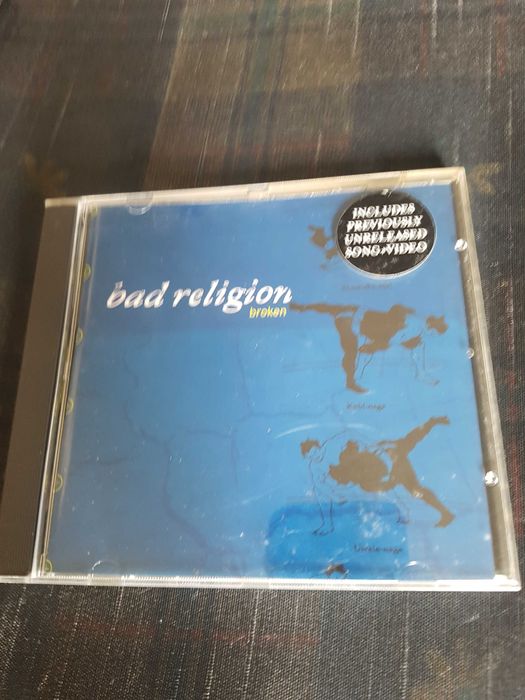 INCLUDES
PREVIOUSLY
UNRELEASED
SONG+VIDEO
bad religion
broken